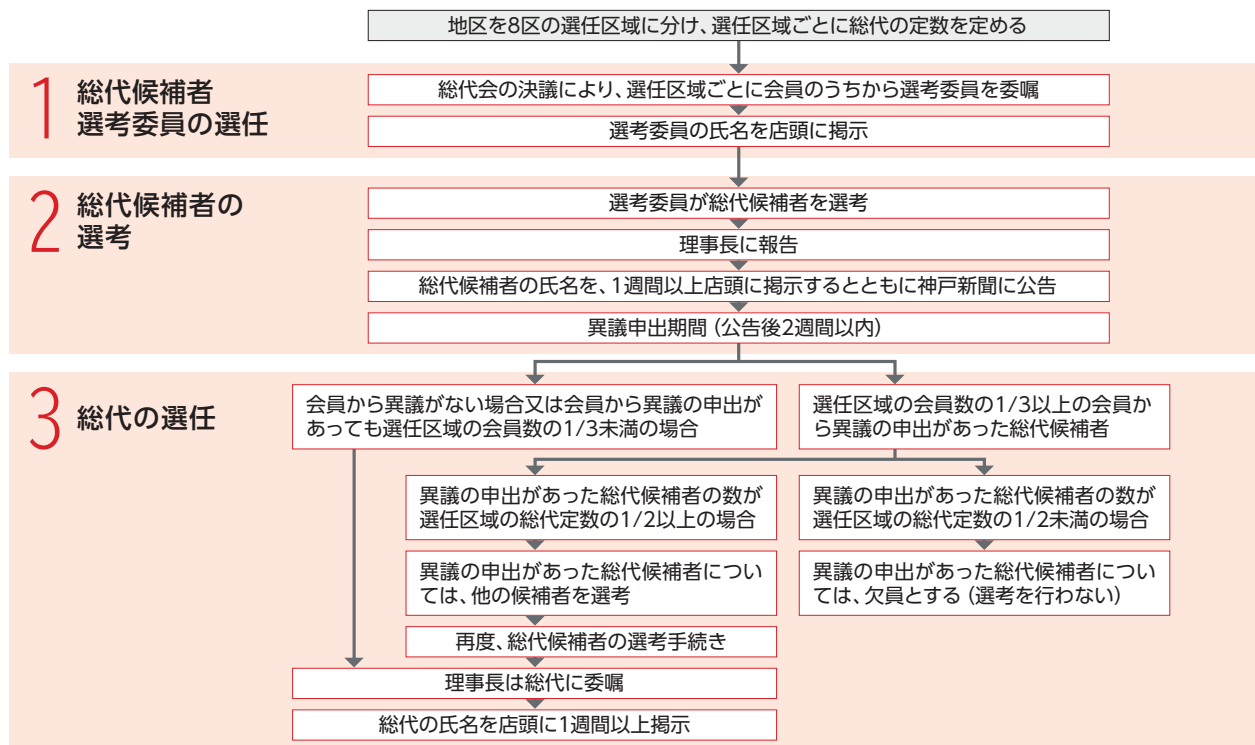 地区を8区の選任区域に分け、選任区域ごとに総代の定数を定める
1
総代候補者
選考委員の選任
総代会の決議により、選任区域ごとに会員のうちから選考委員を委嘱
選考委員の氏名を店頭に掲示
2
総代候補者の
選考
選考委員が総代候補者を選考
理事長に報告
総代候補者の氏名を、1週間以上店頭に掲示するとともに神戸新聞に公告
異議申出期間（公告後2週間以内）
3
総代の選任
会員から異議がない場合又は会員から異議の申出が
あっても選任区域の会員数の1/3未満の場合
選任区域の会員数の1/3以上の会員か
ら異議の申出があった総代候補者
異議の申出があった総代候補者の数が
選任区域の総代定数の1/2以上の場合
異議の申出があった総代候補者の数が
選任区域の総代定数の1/2未満の場合
異議の申出があった総代候補者につい
ては、他の候補者を選考
異議の申出があった総代候補者につい
ては、欠員とする（選考を行わない）
再度、総代候補者の選考手続き
理事長は総代に委嘱
総代の氏名を店頭に1週間以上掲示